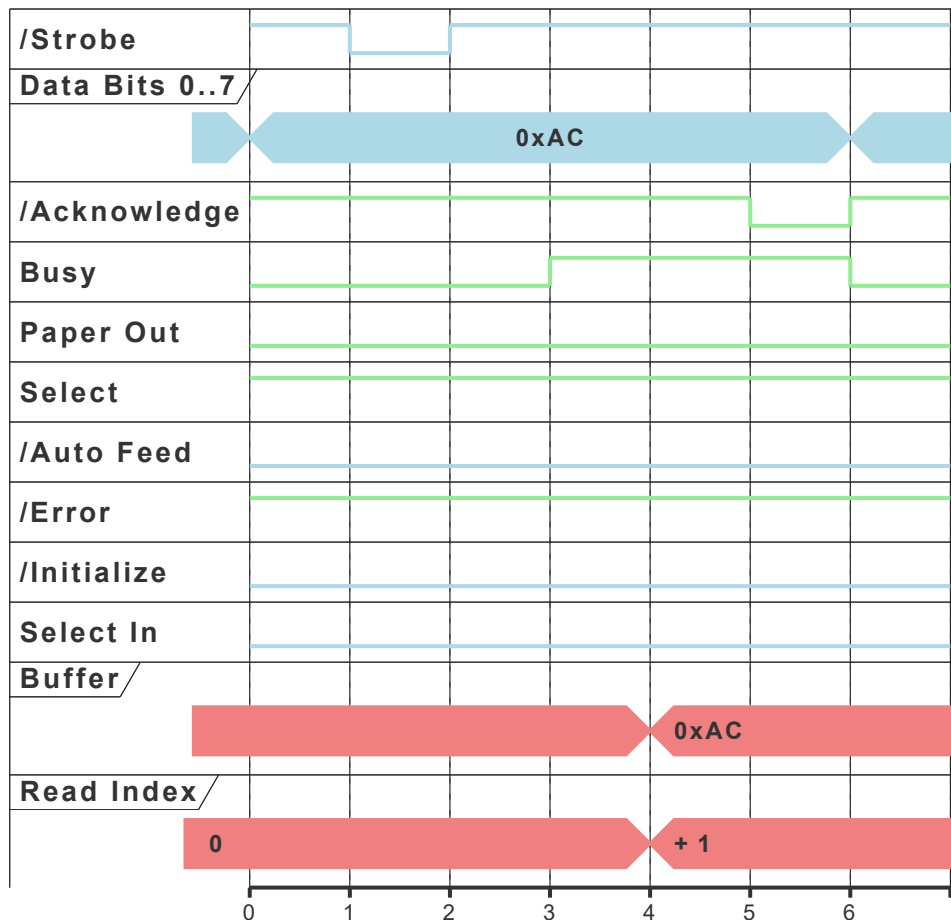 /Strobe
Data Bits 0..7
0xAC
/Acknowledge
Busy
Paper Out
Select
/Auto Feed
/Error
/Initialize
Select In
Buffer
0xAC
Read Index
0 + 1
0 1 2 3 4 5 6